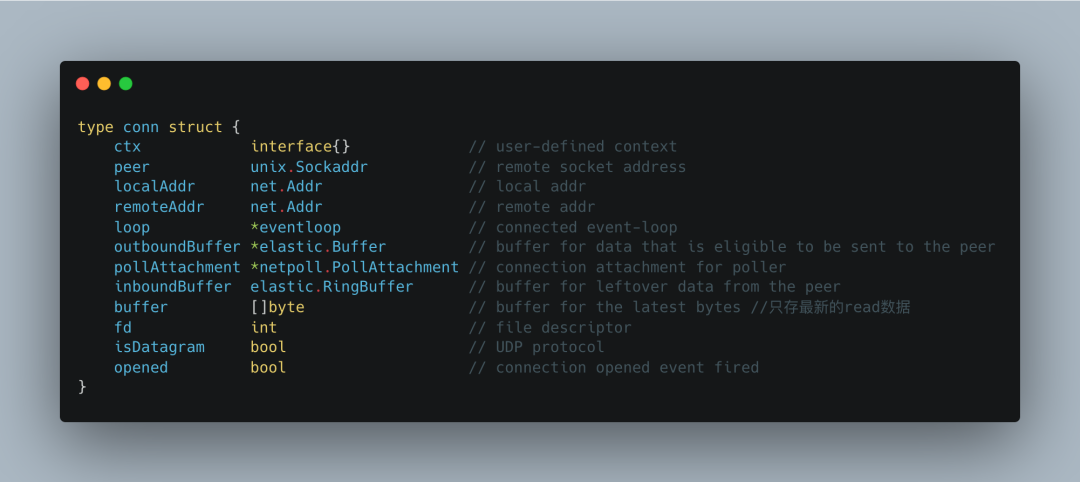 type conn struct {
    ctx            interface{}             // user-defined context
    peer           unix.Sockaddr           // remote socket address
    localAddr      net.Addr                // local addr
    remoteAddr     net.Addr                // remote addr
    loop           *eventloop              // connected event-loop
    outboundBuffer *elastic.Buffer         // buffer for data that is eligible to be sent to the peer
    pollAttachment *netpoll.PollAttachment // connection attachment for poller
    inboundBuffer  elastic.RingBuffer      // buffer for leftover data from the peer
    buffer         []byte                  // buffer for the latest bytes //只存最新的read数据
    fd             int                     // file descriptor
    isDatagram     bool                    // UDP protocol
    opened         bool                    // connection opened event fired
}